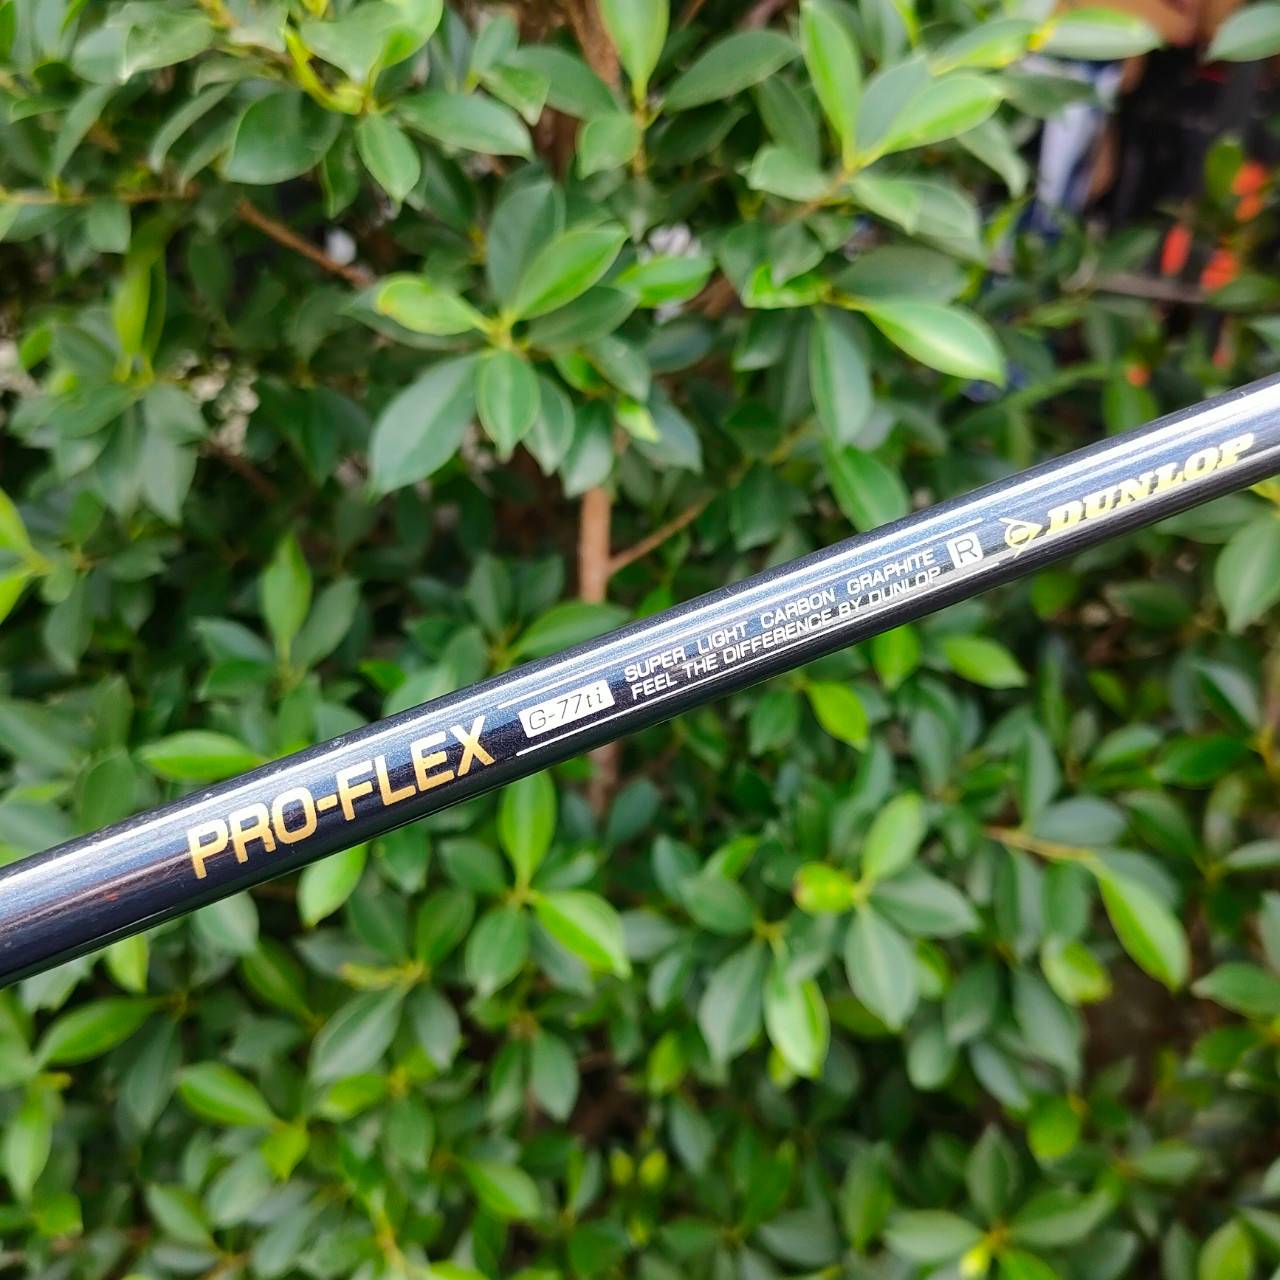 PRO-FLEX
G-77ti
SUPER LIGHT CARBON GRAPHITE
FEEL THE DIFFERENCE BY DUNLOP
R
DUNLOP